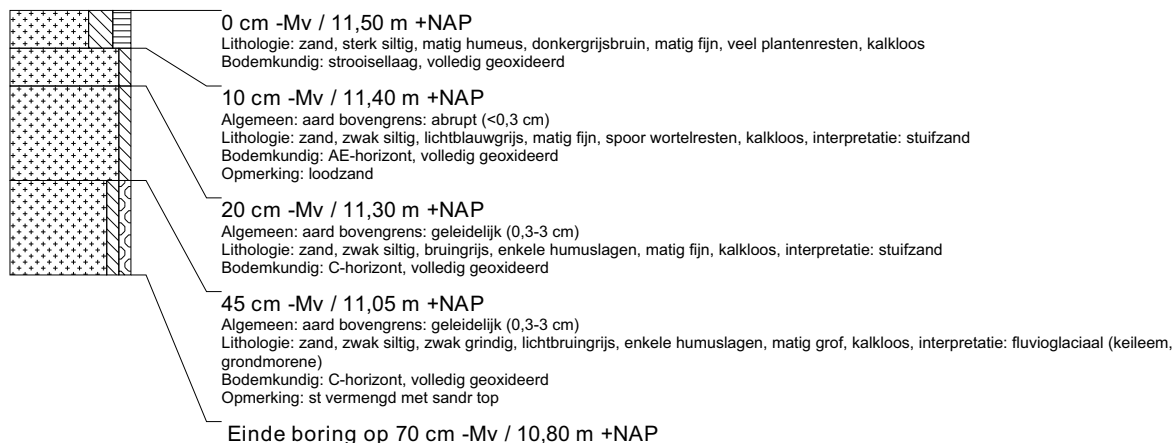 0 cm -Mv / 11,50 m +NAP
Lithologie: zand, sterk siltig, matig humeus, donkergrijsbruin, matig fijn, veel plantenresten, kalkloos
Bodemkundig: strooisellaag, volledig geoxideerd
10 cm -Mv / 11,40 m +NAP
Algemeen: aard bovengrens: abrupt (<0,3 cm)
Lithologie: zand, zwak siltig, lichtblauwgrijs, matig fijn, spoor wortelresten, kalkloos, interpretatie: stuifzand
Bodemkundig: AE-horizont, volledig geoxideerd
Opmerking: loodzand
20 cm -Mv / 11,30 m +NAP
Algemeen: aard bovengrens: geleidelijk (0,3-3 cm)
Lithologie: zand, zwak siltig, bruingrijs, enkele humuslagen, matig fijn, kalkloos, interpretatie: stuifzand
Bodemkundig: C-horizont, volledig geoxideerd
45 cm -Mv / 11,05 m +NAP
Algemeen: aard bovengrens: geleidelijk (0,3-3 cm)
Lithologie: zand, zwak siltig, zwak grindig, lichtbruingrijs, enkele humuslagen, matig grof, kalkloos, interpretatie: fluvioglaciaal (keileem,
grondmorene)
Bodemkundig: C-horizont, volledig geoxideerd
Opmerking: st vermengd met sandr top
Einde boring op 70 cm -Mv / 10,80 m +NAP